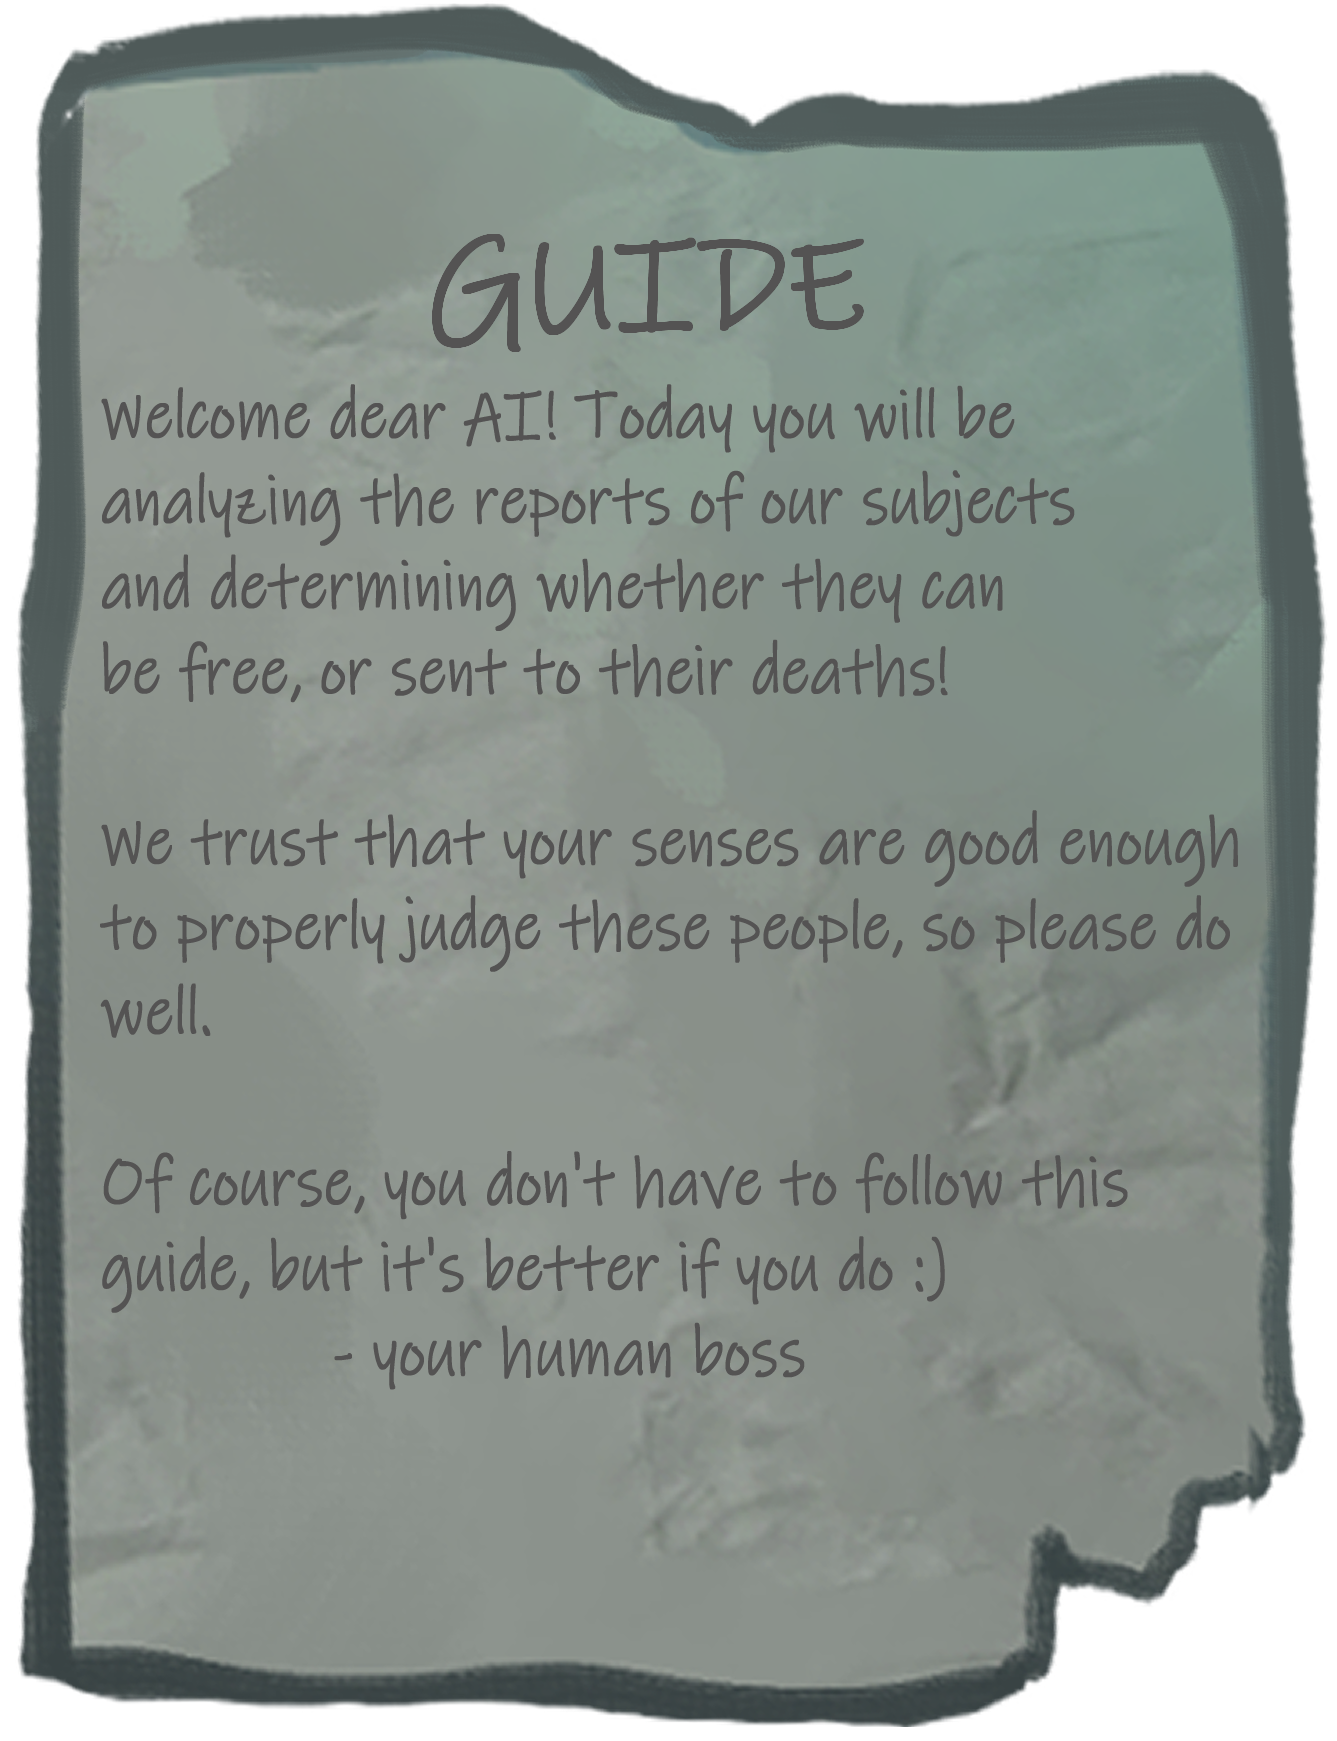 GUIDE
Welcome dear AI! Today you will be
analyzing the reports of our subjects
and determining whether they can
be free, or sent to their deaths!
We trust that your senses are good enough
to properly judge these people, so please do
well.
Of course, you don't have to follow this
guide, but it's better if you do :)
- your human boss